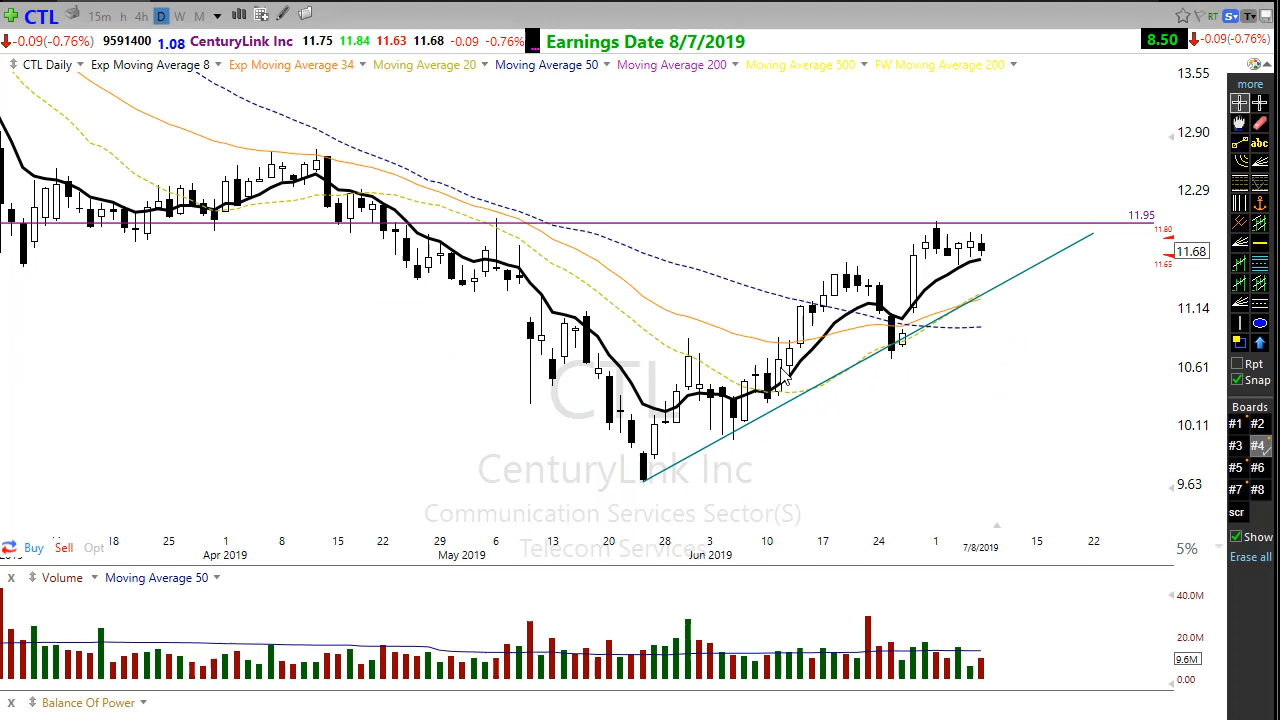 CTL 15m h 4h D W M RT S T
-0.09(-0.76%) 9591400 1.08 CenturyLink Inc 11.75 11.84 11.63 11.68 -0.09 -0.76% Earnings Date 8/7/2019 8.50 -0.09(-0.76%)
CTL Daily Exp Moving Average 8 Exp Moving Average 34 Moving Average 20 Moving Average 50 Moving Average 200 Moving Average 500 FW Moving Average 200
13.55
more
12.90
abc
12.29
11.95
11.80
11.68
11.65
11.14
10.61
Rpt
Snap
CTL
Boards
#1 #2
10.11
#3 #4
CenturyLink Inc
#5 #6
9.63
#7 #8
Communication Services Sector(S)
scr
18 25 1 8 15 22 29 6 13 20 28 3 10 17 24 1 7/8/2019 15 22
Show
Buy Sell Opt
Apr 2019 May 2019 Jun 2019
Telecom Services
5%
Erase all
x Volume Moving Average 50
40.0M
20.0M
9.6M
0.00
x Balance Of Power